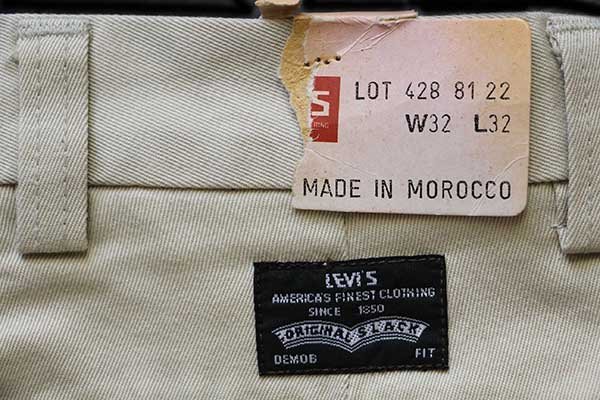 S
RING
LOT 428 81 22
W32 L32
MADE IN MOROCCO
LEVI'S
AMERICA'S FINEST CLOTHING
SINCE 1850
ORIGINAL SLACK
DEMOB FIT